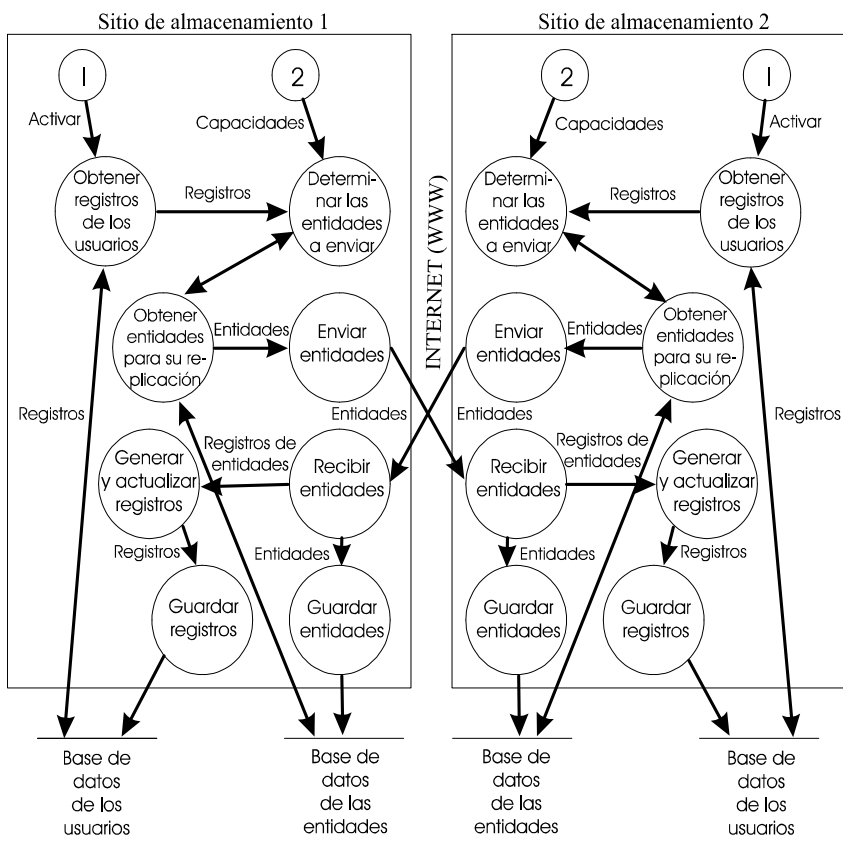 Sitio de almacenamiento 1
Sitio de almacenamiento 2
1
2
2
1
Activar
Capacidades
Capacidades
Activar
Obtener
registros
de los
usuarios
Registros
Determi-
nar las
entidades
a enviar
INTERNET (WWW)
Determi-
nar las
entidades
a enviar
Registros
Obtener
registros
de los
usuarios
Obtener
entidades
para su re-
plicación
Entidades
Enviar
entidades
Enviar
entidades
Entidades
Obtener
entidades
para su re-
plicación
Registros
Entidades
Entidades
Registros
Generar
y actualizar
registros
Registros de
entidades
Recibir
entidades
Recibir
entidades
Registros de
entidades
Generar
y actualizar
registros
Registros
Entidades
Entidades
Registros
Guardar
registros
Guardar
entidades
Guardar
entidades
Guardar
registros
Base de
datos
de los
usuarios
Base de
datos
de las
entidades
Base de
datos
de las
entidades
Base de
datos
de los
usuarios